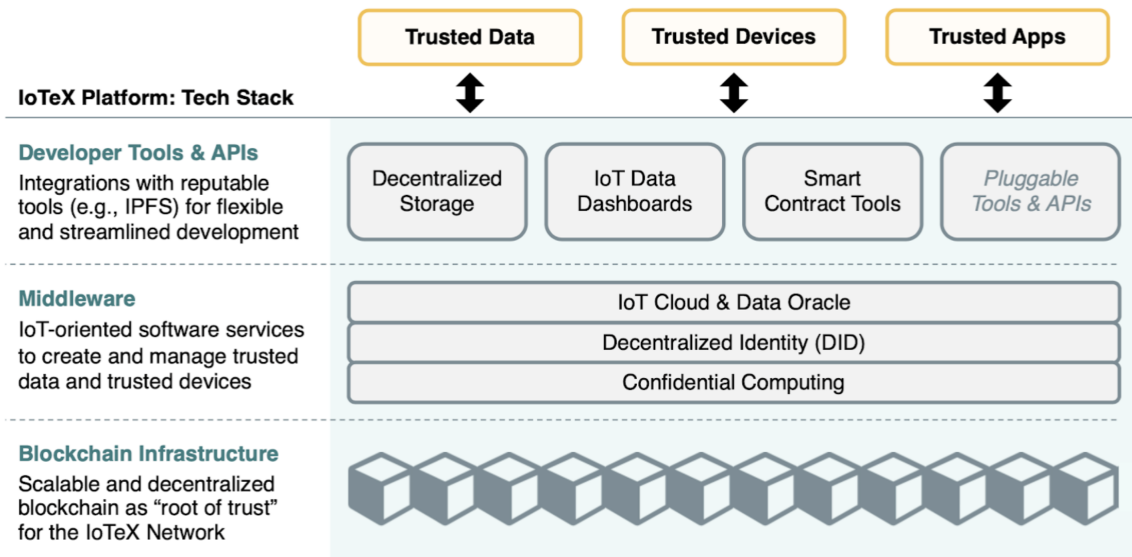 Trusted Data
Trusted Devices
Trusted Apps
IoTeX Platform: Tech Stack
Developer Tools & APIs
Integrations with reputable
tools (e.g., IPFS) for flexible
and streamlined development
Decentralized
Storage
IoT Data
Dashboards
Smart
Contract Tools
Pluggable
Tools & APIs
Middleware
IoT-oriented software services
to create and manage trusted
data and trusted devices
IoT Cloud & Data Oracle
Decentralized Identity (DID)
Confidential Computing
Blockchain Infrastructure
Scalable and decentralized
blockchain as “root of trust”
for the IoTeX Network